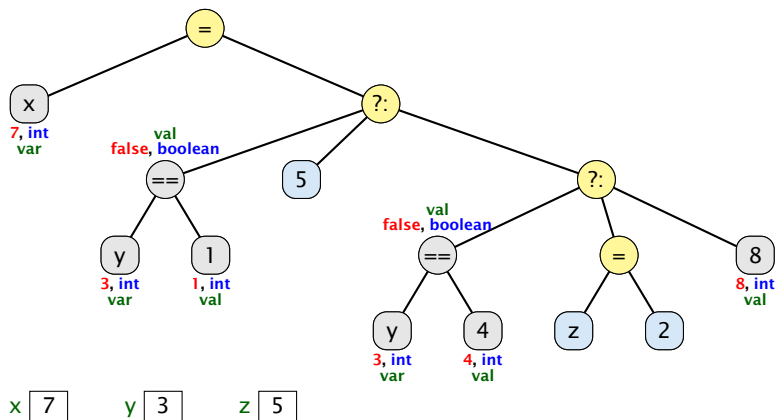 =
x
7, int
var
?:
val
false, boolean
==
5
?:
y
3, int
var
1
1, int
val
val
false, boolean
==
=
8
8, int
val
y
3, int
var
4
4, int
val
z
2
x 7 y 3 z 5